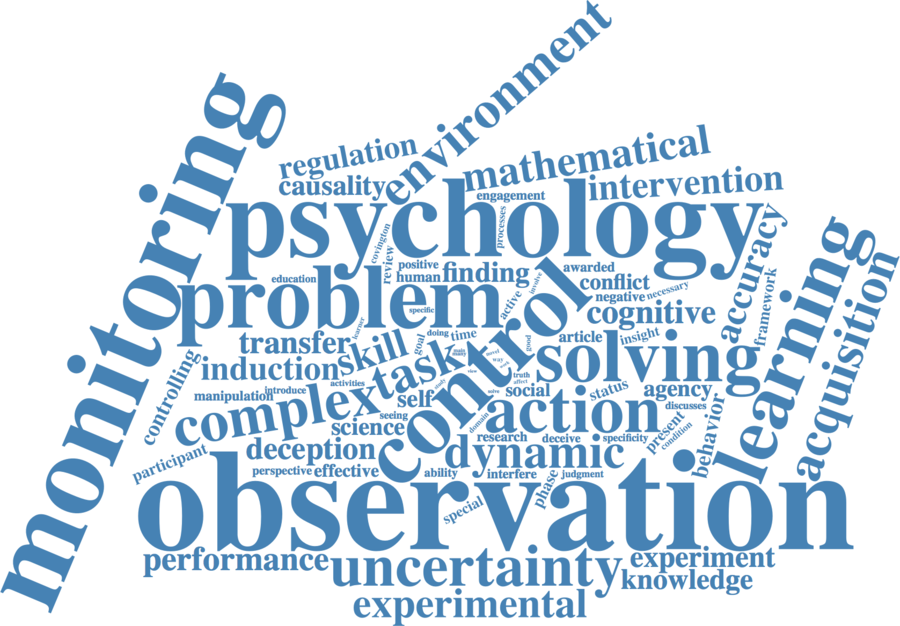 environment
monitoring
regulation
mathematical
causality
intervention
engagement
psychology
processes
covington
review
accuracy
learning
acquisition
positive
human
finding
awarded
education
problem
conflict
involve
negative
necessary
framework
specific
active
control
cognitive
learner
doing
time
article
insight
transfer
skill
goal
good
solving
induction
task
novel
way
view
truth
affect
activities
study
controlling
manipulation
introduce
complex
self
solve
social
status
agency
seeing
action
discusses
science
domain
behavior
present
condition
deception
research
deceive
specificity
dynamic
participant
perspective
effective
ability
interfere
phase
judgment
observation
special
performance
uncertainty
experiment
knowledge
experimental